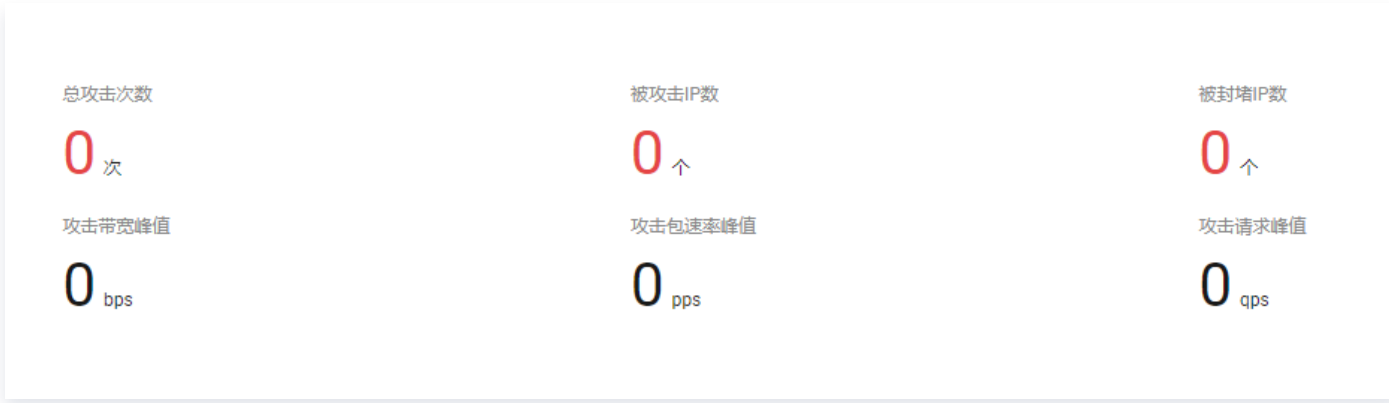 总攻击次数 被攻击IP数 被封堵IP数
0 次 0 个 0 个
攻击带宽峰值 攻击包速率峰值 攻击请求峰值
0 bps 0 pps 0 qps